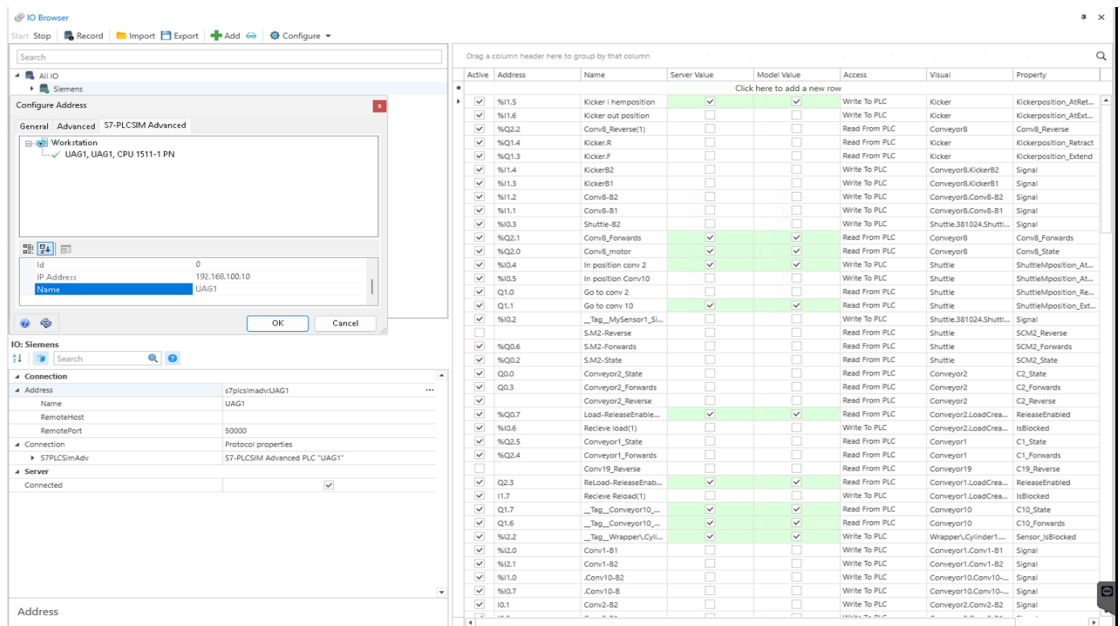 IO Browser
Start Stop Record Import Export Add Configure
Search
All IO
Siemens
Configure Address
General Advanced S7-PLCSIM Advanced
Workstation
UAG1, UAG1, CPU 1511-1 PN
Id 0
IP Address 192.168.100.10
Name UAG1
OK Cancel
IO: Siemens
Search
Connection
Address s7plcsimadv:UAG1 ...
Name UAG1
RemoteHost
RemotePort 50000
Connection Protocol properties
S7PLCSimAdv S7-PLCSIM Advanced PLC "UAG1"
Server
Connected
Address
Drag a column header here to group by that column
Active Address Name Server Value Model Value Access Visual Property
Click here to add a new row
%I1.5 Kicker i hemposition Write To PLC Kicker Kickerposition_AtRet...
%I1.6 Kicker out position Write To PLC Kicker Kickerposition_AtExt...
%Q2.2 Conv8_Reverse(1) Read From PLC Conveyor8 Conv8_Reverse
%Q1.4 Kicker.R Read From PLC Kicker Kickerposition_Retract
%Q1.3 Kicker.F Read From PLC Kicker Kickerposition_Extend
%I1.4 KickerB2 Write To PLC Conveyor8.KickerB2 Signal
%I1.3 KickerB1 Write To PLC Conveyor8.KickerB1 Signal
%I1.2 Conv8-B2 Write To PLC Conveyor8.Conv8-B2 Signal
%I1.1 Conv8-B1 Write To PLC Conveyor8.Conv8-B1 Signal
%I0.3 Shuttle-B2 Write To PLC Shuttle.381024.Shutti... Signal
%Q2.1 Conv8_Forwards Read From PLC Conveyor8 Conv8_Forwards
%Q2.0 Conv8_motor Read From PLC Conveyor8 Conv8_State
%I0.4 In position conv 2 Write To PLC Shuttle ShuttleMposition_At...
%I0.5 In position Conv10 Write To PLC Shuttle ShuttleMposition_At...
Q1.0 Go to conv 2 Read From PLC Shuttle ShuttleMposition_Re...
Q1.1 Go to conv 10 Read From PLC Shuttle ShuttleMposition_Ext...
%I0.2 __Tag__MySensor1_Si... Write To PLC Shuttle.381024.Shutti... Signal
S.M2-Reverse Read From PLC Shuttle SCM2_Reverse
%Q0.6 S.M2-Forwards Read From PLC Shuttle SCM2_Forwards
%Q0.2 S.M2-State Read From PLC Shuttle SCM2_State
Q0.0 Conveyor2_State Read From PLC Conveyor2 C2_State
Q0.3 Conveyor2_Forwards Read From PLC Conveyor2 C2_Forwards
Conveyor2_Reverse Read From PLC Conveyor2 C2_Reverse
%Q0.7 Load-ReleaseEnable... Read From PLC Conveyor2.LoadCrea... ReleaseEnabled
%I0.6 Recieve load(1) Write To PLC Conveyor2.LoadCrea... IsBlocked
%Q2.5 Conveyor1_State Read From PLC Conveyor1 C1_State
%Q2.4 Conveyor1_Forwards Read From PLC Conveyor1 C1_Forwards
Conv19_Reverse Read From PLC Conveyor19 C19_Reverse
Q2.3 ReLoad-ReleaseEnab... Read From PLC Conveyor1.LoadCrea... ReleaseEnabled
I1.7 Recieve Reload(1) Write To PLC Conveyor1.LoadCrea... IsBlocked
Q1.7 __Tag__Conveyor10_... Read From PLC Conveyor10 C10_State
Q1.6 __Tag__Conveyor10_... Read From PLC Conveyor10 C10_Forwards
%I2.2 __Tag__Wrapper\.Cyli... Write To PLC Wrapper\.Cylinder1.... Sensor_IsBlocked
%I2.0 Conv1-B1 Write To PLC Conveyor1.Conv1-B1 Signal
%I2.1 Conv1-B2 Write To PLC Conveyor1.Conv1-B2 Signal
%I1.0 .Conv10-B2 Write To PLC Conveyor10.Conv10-... Signal
%I0.7 .Conv10-B Write To PLC Conveyor10.Conv10-... Signal
I0.1 Conv2-B2 Write To PLC Conveyor2.Conv2-B2 Signal